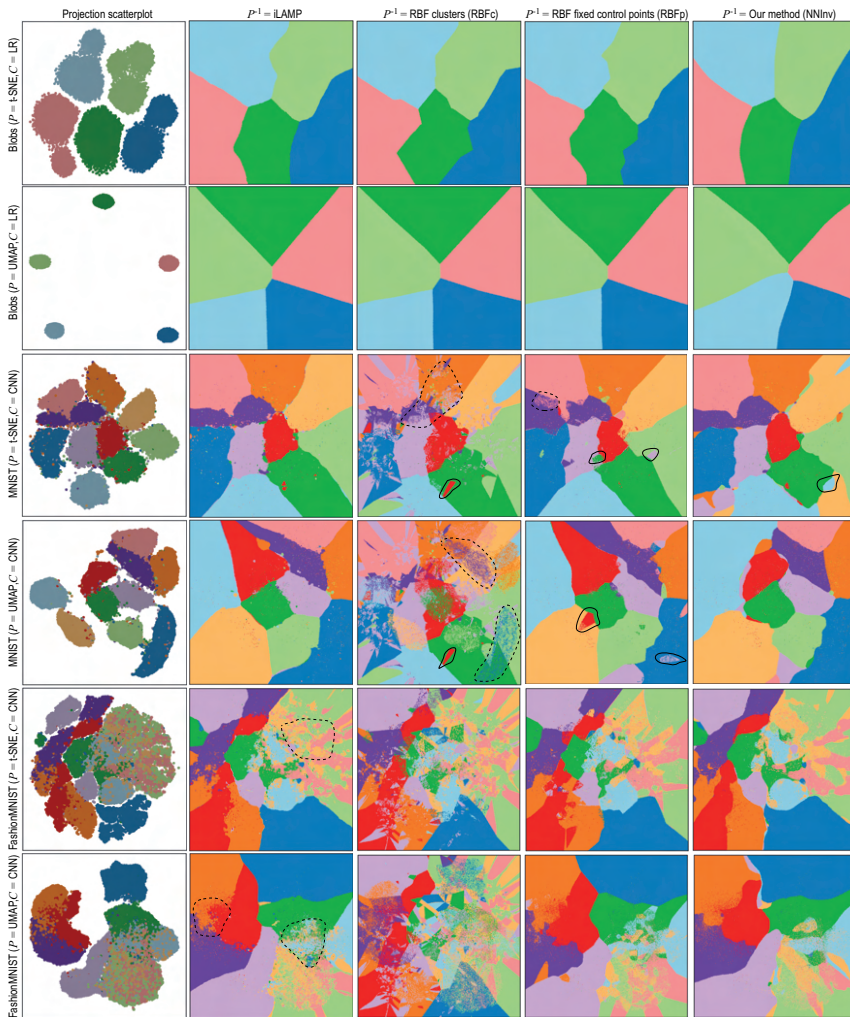 Projection scatterplot
P⁻¹ = iLAMP
P⁻¹ = RBF clusters (RBFc)
P⁻¹ = RBF fixed control points (RBFp)
P⁻¹ = Our method (NNInv)
Blobs (P = t-SNE,C = LR)
Blobs (P = UMAP,C = LR)
MNIST (P = t-SNE,C = CNN)
MNIST (P = UMAP,C = CNN)
FashionMNIST (P = t-SNE,C = CNN)
FashionMNIST (P = UMAP,C = CNN)